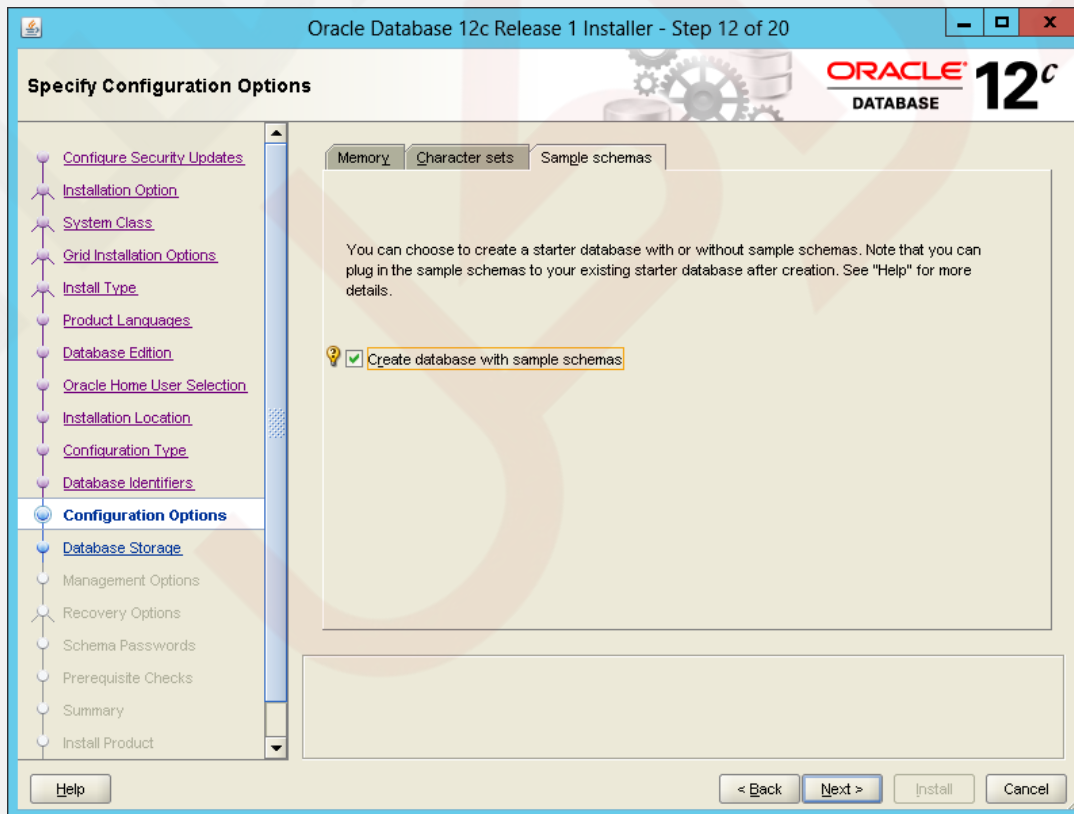 Oracle Database 12c Release 1 Installer - Step 12 of 20
Specify Configuration Options
ORACLE
DATABASE
12c
Configure Security Updates
Installation Option
System Class
Grid Installation Options
Install Type
Product Languages
Database Edition
Oracle Home User Selection
Installation Location
Configuration Type
Database Identifiers
Configuration Options
Database Storage
Management Options
Recovery Options
Schema Passwords
Prerequisite Checks
Summary
Install Product
Memory
Character sets
Sample schemas
You can choose to create a starter database with or without sample schemas. Note that you can
plug in the sample schemas to your existing starter database after creation. See "Help" for more
details.
Create database with sample schemas
Help
< Back
Next >
Install
Cancel